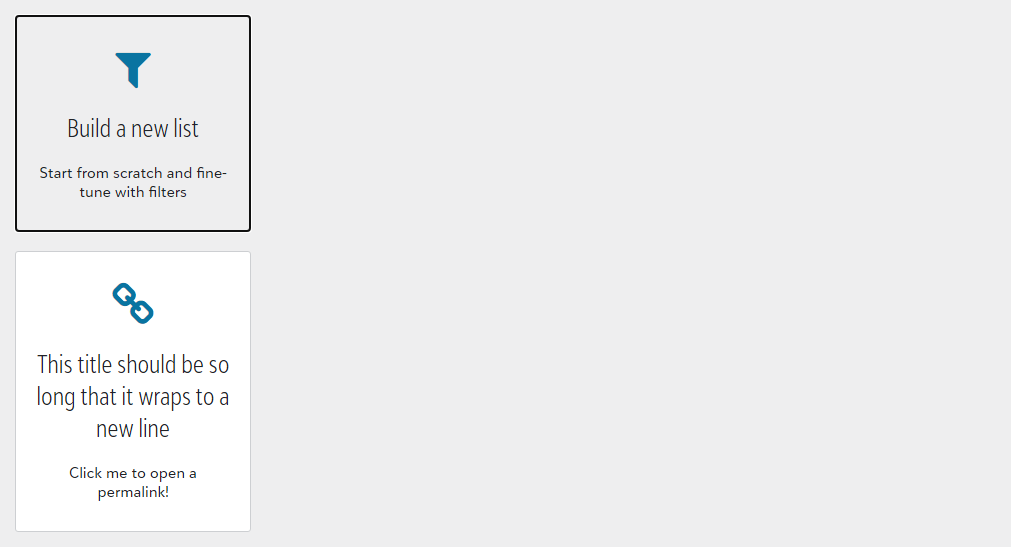 Build a new list
Start from scratch and fine-
tune with filters
This title should be so
long that it wraps to a
new line
Click me to open a
permalink!